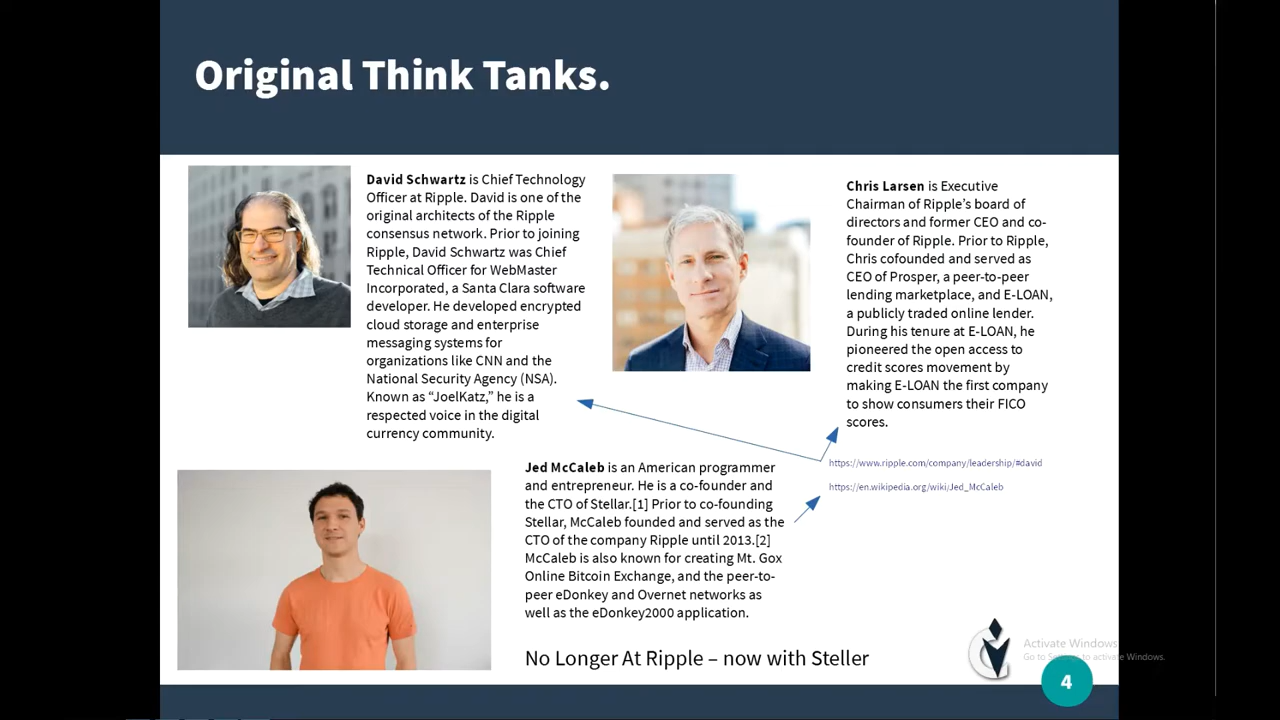 Original Think Tanks.
David Schwartz is Chief Technology
Officer at Ripple. David is one of the
original architects of the Ripple
consensus network. Prior to joining
Ripple, David Schwartz was Chief
Technical Officer for WebMaster
Incorporated, a Santa Clara software
developer. He developed encrypted
cloud storage and enterprise
messaging systems for
organizations like CNN and the
National Security Agency (NSA).
Known as “JoelKatz,” he is a
respected voice in the digital
currency community.
Chris Larsen is Executive
Chairman of Ripple’s board of
directors and former CEO and co-
founder of Ripple. Prior to Ripple,
Chris cofounded and served as
CEO of Prosper, a peer-to-peer
lending marketplace, and E-LOAN,
a publicly traded online lender.
During his tenure at E-LOAN, he
pioneered the open access to
credit scores movement by
making E-LOAN the first company
to show consumers their FICO
scores.
https://www.ripple.com/company/leadership/#david
https://en.wikipedia.org/wiki/Jed_McCaleb
Jed McCaleb is an American programmer
and entrepreneur. He is a co-founder and
the CTO of Stellar.[1] Prior to co-founding
Stellar, McCaleb founded and served as the
CTO of the company Ripple until 2013.[2]
McCaleb is also known for creating Mt. Gox
Online Bitcoin Exchange, and the peer-to-
peer eDonkey and Overnet networks as
well as the eDonkey2000 application.
No Longer At Ripple – now with Steller
Activate Windows
Go to Settings to activate Windows.
4